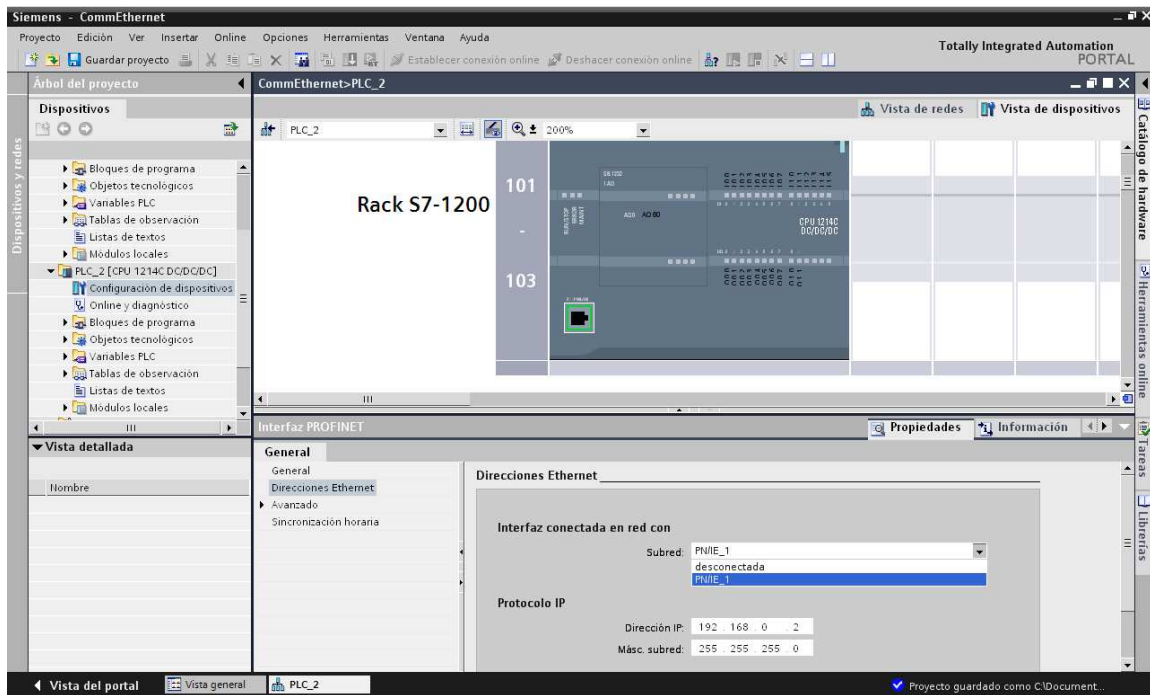 Siemens - CommEthernet
Proyecto Edición Ver Insertar Online Opciones Herramientas Ventana Ayuda
Totally Integrated Automation
PORTAL
Guardar proyecto
Establecer conexión online
Deshacer conexión online
Árbol del proyecto
CommEthernet>PLC_2
Dispositivos
Vista de redes
Vista de dispositivos
PLC_2
200%
Dispositivos y redes
Bloques de programa
Objetos tecnológicos
Variables PLC
Tablas de observación
Listas de textos
Módulos locales
PLC_2 [CPU 1214C DC/DC/DC]
Configuración de dispositivos
Online y diagnóstico
Bloques de programa
Objetos tecnológicos
Variables PLC
Tablas de observación
Listas de textos
Módulos locales
Rack S7-1200
101
-
103
RUN/STOP
ERROR
MAINT
CPU 1214C
DC/DC/DC
Catálogo de hardware
Herramientas online
Tareas
Librerías
Vista detallada
Nombre
Interfaz PROFINET
Propiedades
Información
General
General
Direcciones Ethernet
Avanzado
Sincronización horaria
Direcciones Ethernet
Interfaz conectada en red con
Subred: PN/IE_1
desconectada
PN/IE_1
Protocolo IP
Dirección IP: 192 . 168 . 0 . 2
Másc. subred: 255 . 255 . 255 . 0
Vista del portal
Vista general
PLC_2
Proyecto guardado como C:\Document...